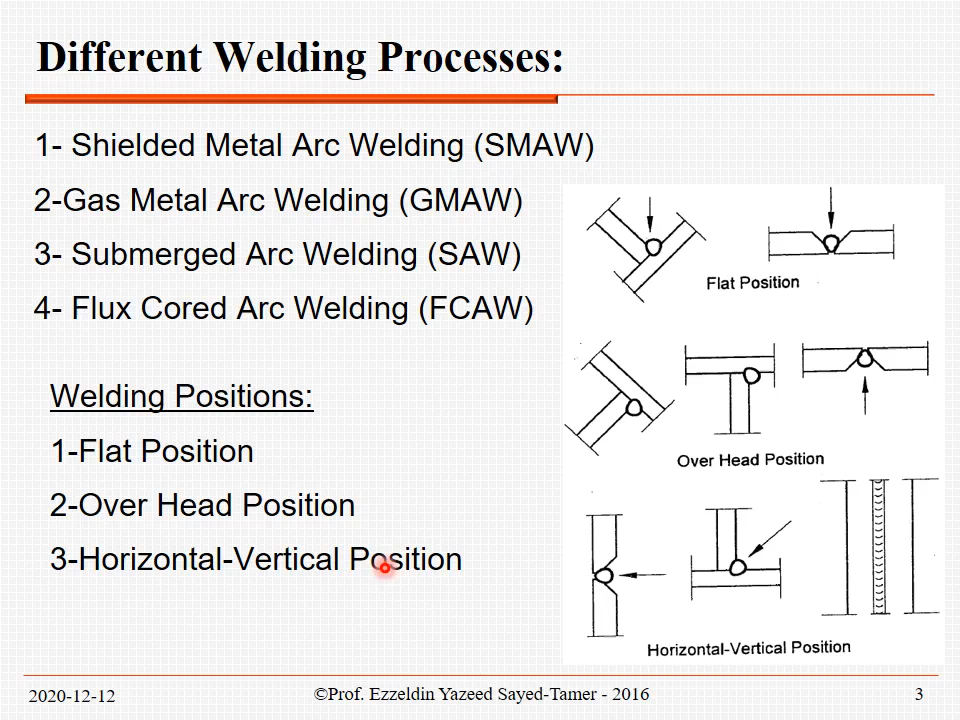 Different Welding Processes:
1- Shielded Metal Arc Welding (SMAW)
2-Gas Metal Arc Welding (GMAW)
3- Submerged Arc Welding (SAW)
4- Flux Cored Arc Welding (FCAW)
Welding Positions:
1-Flat Position
2-Over Head Position
3-Horizontal-Vertical Position
Flat Position
Over Head Position
Horizontal-Vertical Position
2020-12-12
©Prof. Ezzeldin Yazeed Sayed-Tamer - 2016
3